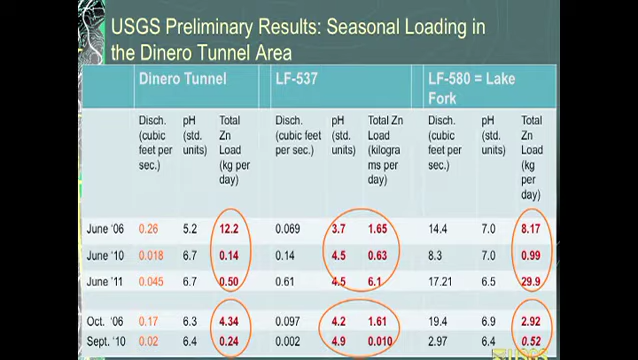 USGS Preliminary Results: Seasonal Loading in
the Dinero Tunnel Area
Dinero Tunnel LF-537 LF-580 = Lake
Fork
Disch. pH Total Disch. pH Total Zn Disch. pH Total
(cubic (std. Zn (cubic feet (std. Load (cubic (std. Zn
feet per units) Load per sec.) units) (kilogra feet per units) Load
sec.) (kg per ms per sec.) (kg
day) day) per
day)
June ‘06 0.26 5.2 12.2 0.069 3.7 1.65 14.4 7.0 8.17
June ‘10 0.018 6.7 0.14 0.14 4.5 0.63 8.3 7.0 0.99
June ‘11 0.045 6.7 0.50 0.61 4.5 6.1 17.21 6.5 29.9
Oct. ‘06 0.17 6.3 4.34 0.097 4.2 1.61 19.4 6.9 2.92
Sept. ‘10 0.02 6.4 0.24 0.002 4.9 0.010 2.97 6.4 0.52